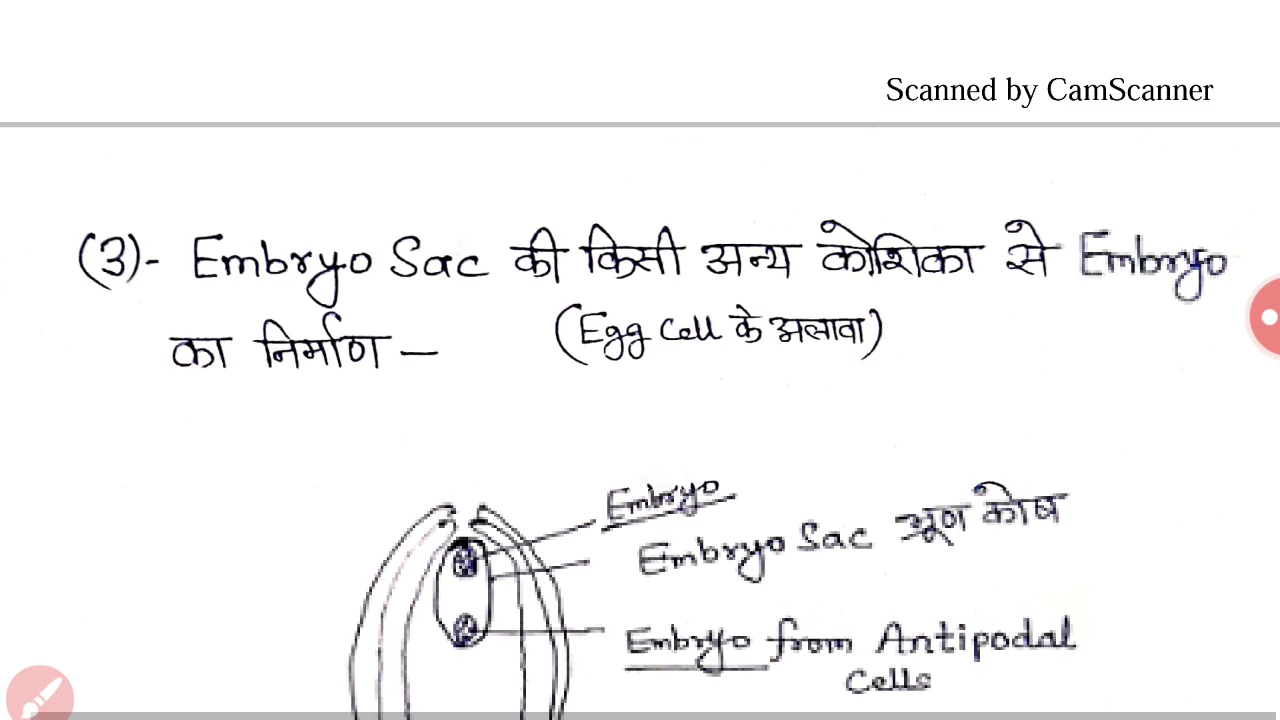 Scanned by CamScanner
(3)- Embryo Sac की किसी अन्य कोशिका से Embryo
का निर्माण — (Egg Cell के अलावा)
Embryo
Embryo Sac भ्रूण कोष
Embryo from Antipodal
Cells